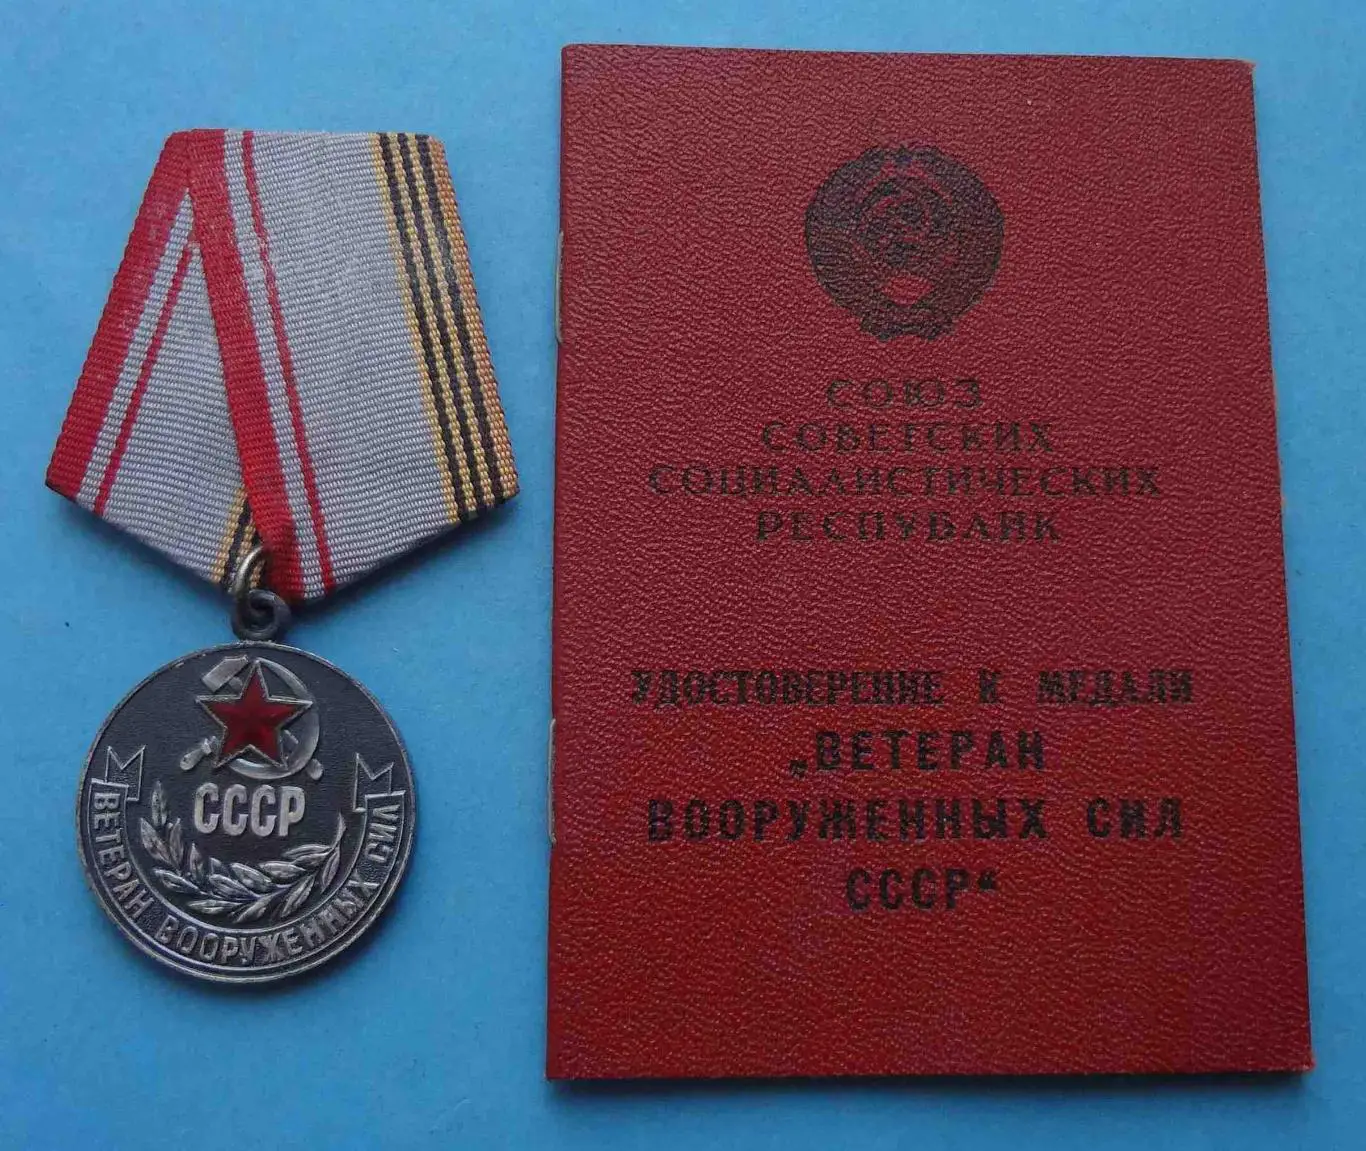 СССР
ВЕТЕРАН ВООРУЖЕННЫХ СИЛ
СОЮЗ
СОВЕТСКИХ
СОЦИАЛИСТИЧЕСКИХ
РЕСПУБЛИК
УДОСТОВЕРЕНИЕ К МЕДАЛИ
„ВЕТЕРАН
ВООРУЖЕННЫХ СИЛ
СССР“